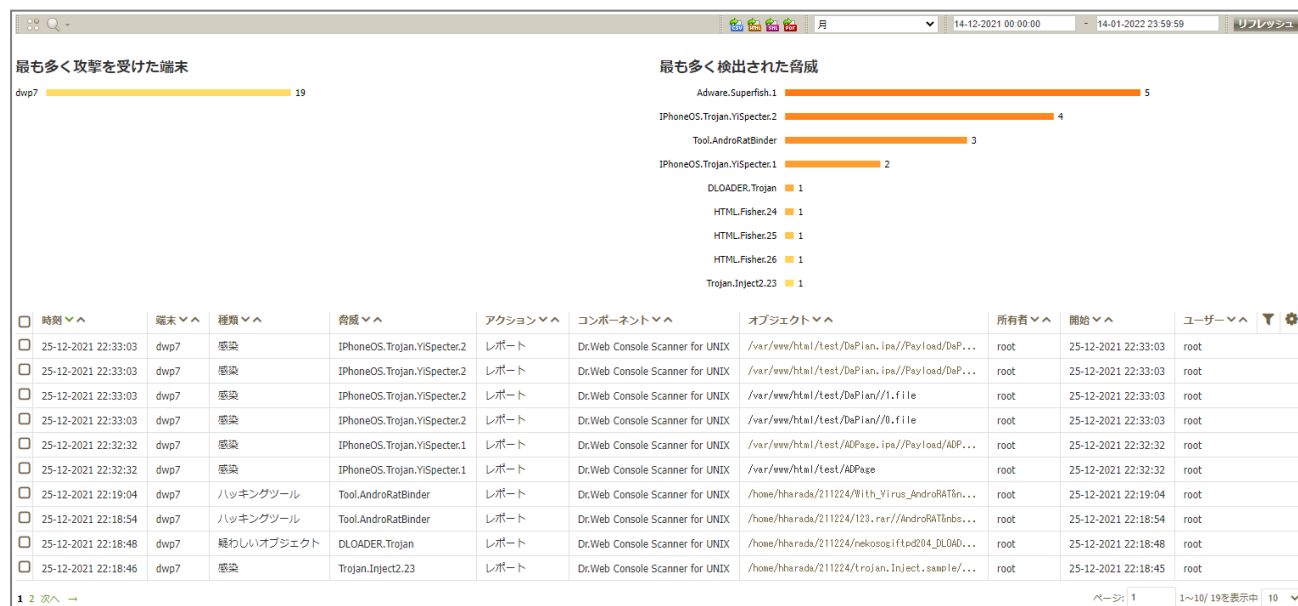 CSV HTML XML PDF 月 14-12-2021 00:00:00 - 14-01-2022 23:59:59 リフレッシュ
最も多く攻撃を受けた端末
dwp7 19
最も多く検出された脅威
Adware.Superfish.1 5
IPhoneOS.Trojan.YiSpecter.2 4
Tool.AndroRatBinder 3
IPhoneOS.Trojan.YiSpecter.1 2
DLOADER.Trojan 1
HTML.Fisher.24 1
HTML.Fisher.25 1
HTML.Fisher.26 1
Trojan.Inject2.23 1
時刻 端末 種類 脅威 アクション コンポーネント オブジェクト 所有者 開始 ユーザー
25-12-2021 22:33:03 dwp7 感染 IPhoneOS.Trojan.YiSpecter.2 レポート Dr.Web Console Scanner for UNIX /var/www/html/test/DaPian.ipa//Payload/DaP... root 25-12-2021 22:33:03 root
25-12-2021 22:33:03 dwp7 感染 IPhoneOS.Trojan.YiSpecter.2 レポート Dr.Web Console Scanner for UNIX /var/www/html/test/DaPian.ipa//Payload/DaP... root 25-12-2021 22:33:03 root
25-12-2021 22:33:03 dwp7 感染 IPhoneOS.Trojan.YiSpecter.2 レポート Dr.Web Console Scanner for UNIX /var/www/html/test/DaPian//1.file root 25-12-2021 22:33:03 root
25-12-2021 22:33:03 dwp7 感染 IPhoneOS.Trojan.YiSpecter.2 レポート Dr.Web Console Scanner for UNIX /var/www/html/test/DaPian//0.file root 25-12-2021 22:33:03 root
25-12-2021 22:32:32 dwp7 感染 IPhoneOS.Trojan.YiSpecter.1 レポート Dr.Web Console Scanner for UNIX /var/www/html/test/ADPage.ipa//Payload/ADP... root 25-12-2021 22:32:32 root
25-12-2021 22:32:32 dwp7 感染 IPhoneOS.Trojan.YiSpecter.1 レポート Dr.Web Console Scanner for UNIX /var/www/html/test/ADPage root 25-12-2021 22:32:32 root
25-12-2021 22:19:04 dwp7 ハッキングツール Tool.AndroRatBinder レポート Dr.Web Console Scanner for UNIX /home/hharada/211224/With_Virus_AndroRAT&n... root 25-12-2021 22:19:04 root
25-12-2021 22:18:54 dwp7 ハッキングツール Tool.AndroRatBinder レポート Dr.Web Console Scanner for UNIX /home/hharada/211224/123.rar//AndroRAT&nbs... root 25-12-2021 22:18:54 root
25-12-2021 22:18:48 dwp7 疑わしいオブジェクト DLOADER.Trojan レポート Dr.Web Console Scanner for UNIX /home/hharada/211224/nekosogiftpd204_DLOAD... root 25-12-2021 22:18:48 root
25-12-2021 22:18:46 dwp7 感染 Trojan.Inject2.23 レポート Dr.Web Console Scanner for UNIX /home/hharada/211224/trojan.Inject.sample/... root 25-12-2021 22:18:45 root
1 2 次へ → ページ: 1 1～10/ 19を表示中 10